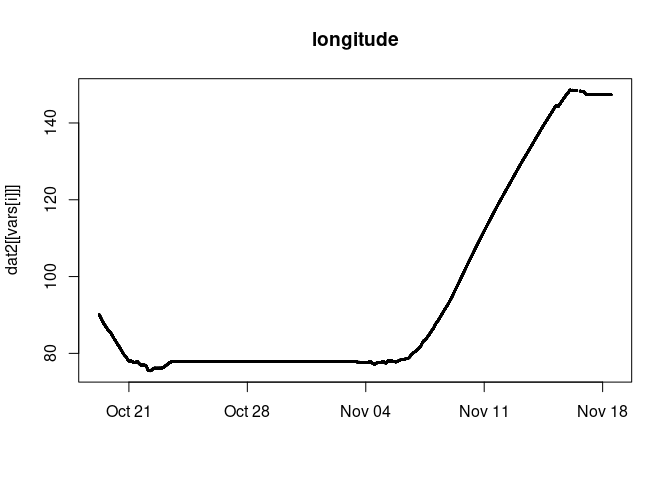 longitude
dat2[[vars[i]]]
140
120
100
80
Oct 21
Oct 28
Nov 04
Nov 11
Nov 18